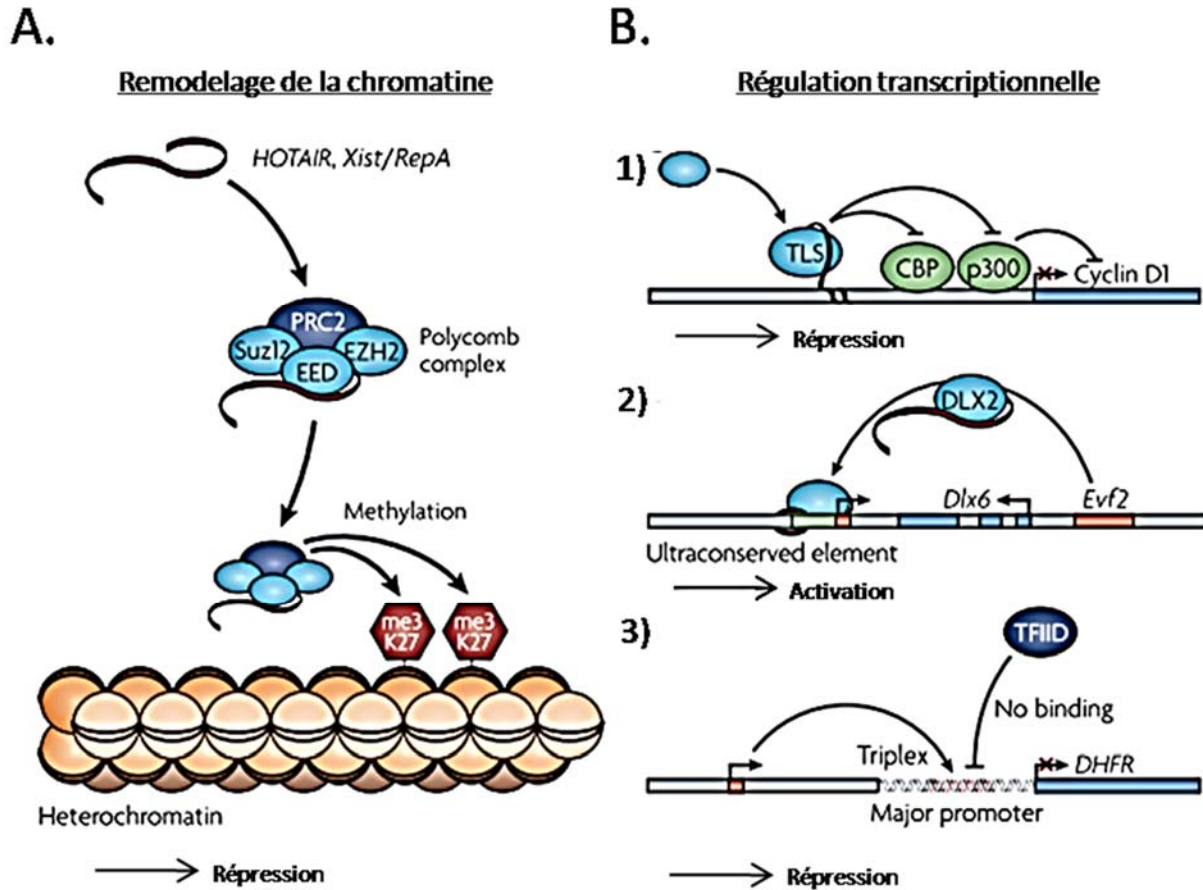 A.
Remodelage de la chromatine
HOTAIR, Xist/RepA
PRC2
Suz12
EZH2
EED
Polycomb
complex
Methylation
me3
K27
me3
K27
Heterochromatin
Répression
B.
Régulation transcriptionnelle
1)
TLS
CBP
p300
Cyclin D1
Répression
2)
DLX2
Dlx6
Evf2
Ultraconserved element
Activation
3)
TFIID
No binding
Triplex
DHFR
Major promoter
Répression